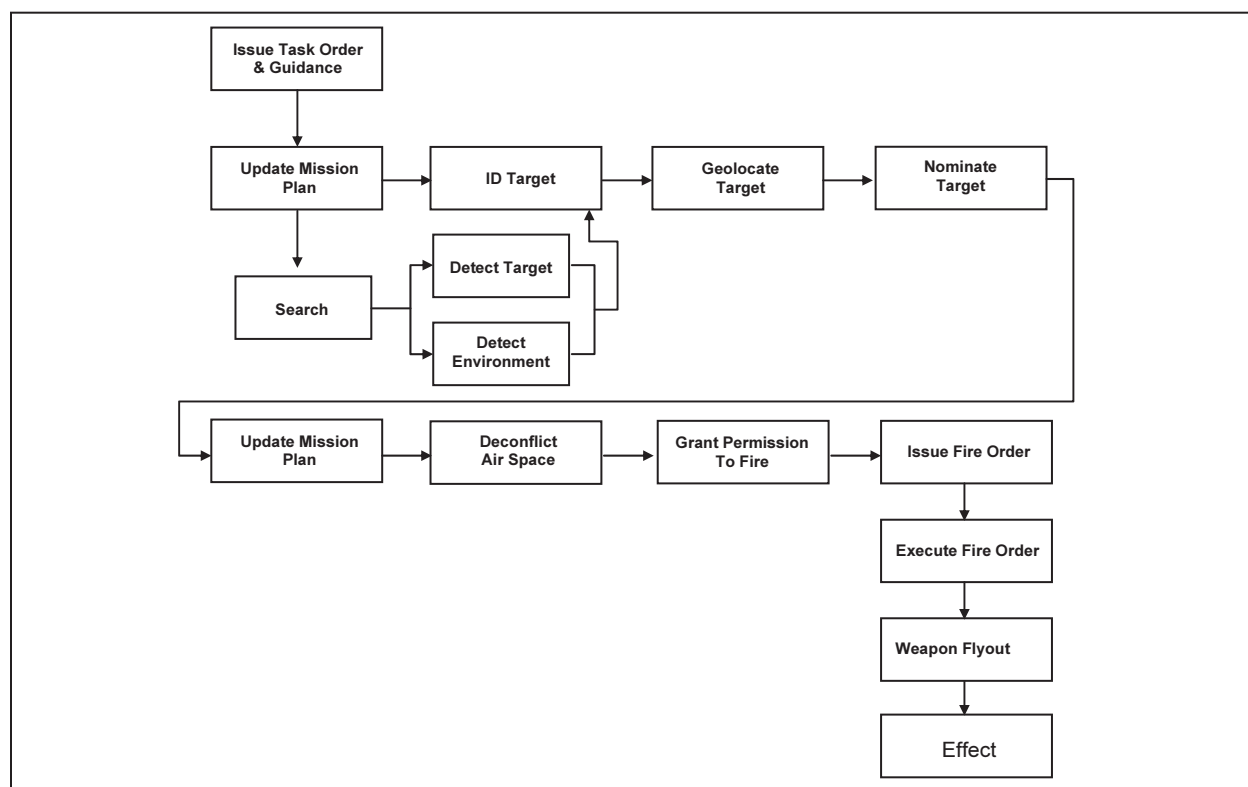 Issue Task Order
& Guidance
Update Mission
Plan
ID Target
Geolocate
Target
Nominate
Target
Search
Detect Target
Detect
Environment
Update Mission
Plan
Deconflict
Air Space
Grant Permission
To Fire
Issue Fire Order
Execute Fire Order
Weapon Flyout
Effect